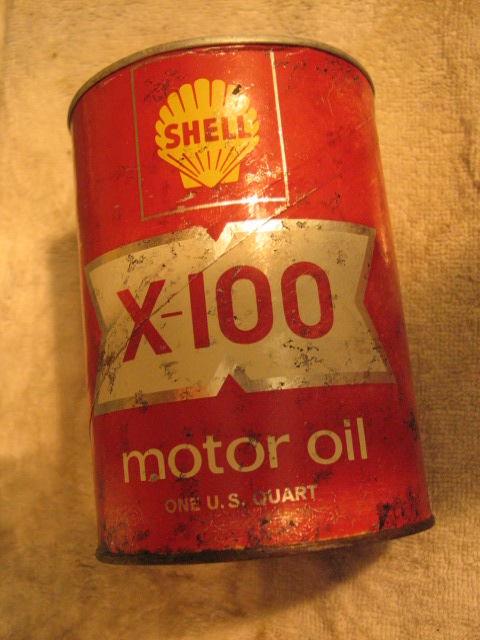 SHELL
X-100
motor oil
ONE U.S. QUART